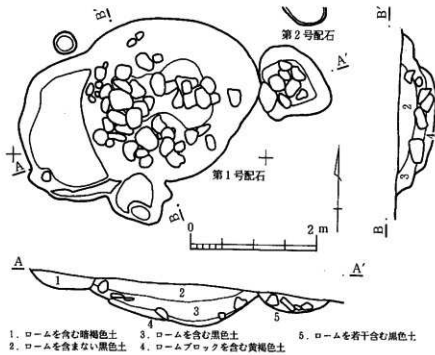 B'
第２号配石
A'
B'
2
4
3
B
A
第１号配石
B
0 2 m
A A'
1 2 3 4 5
１．ロームを含む暗褐色土 ３．ロームを含む黒色土 ５．ロームを若干含む黒色土
２．ロームを含まない黒色土 ４．ロームブロックを含む黄褐色土